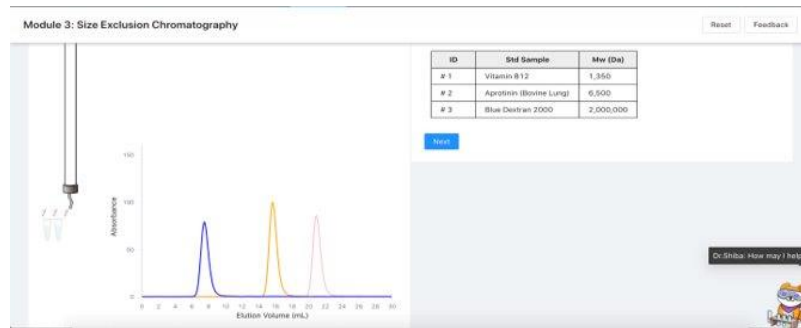 Module 3: Size Exclusion Chromatography
Reset
Feedback
ID Std Sample Mw (Da)
# 1 Vitamin B12 1,350
# 2 Aprotinin (Bovine Lung) 6,500
# 3 Blue Dextran 2000 2,000,000
Next
150
100
50
0
Absorbance
0 2 4 6 8 10 12 14 16 18 20 22 24 26 28 30
Elution Volume (mL)
Dr.Shiba: How may I help